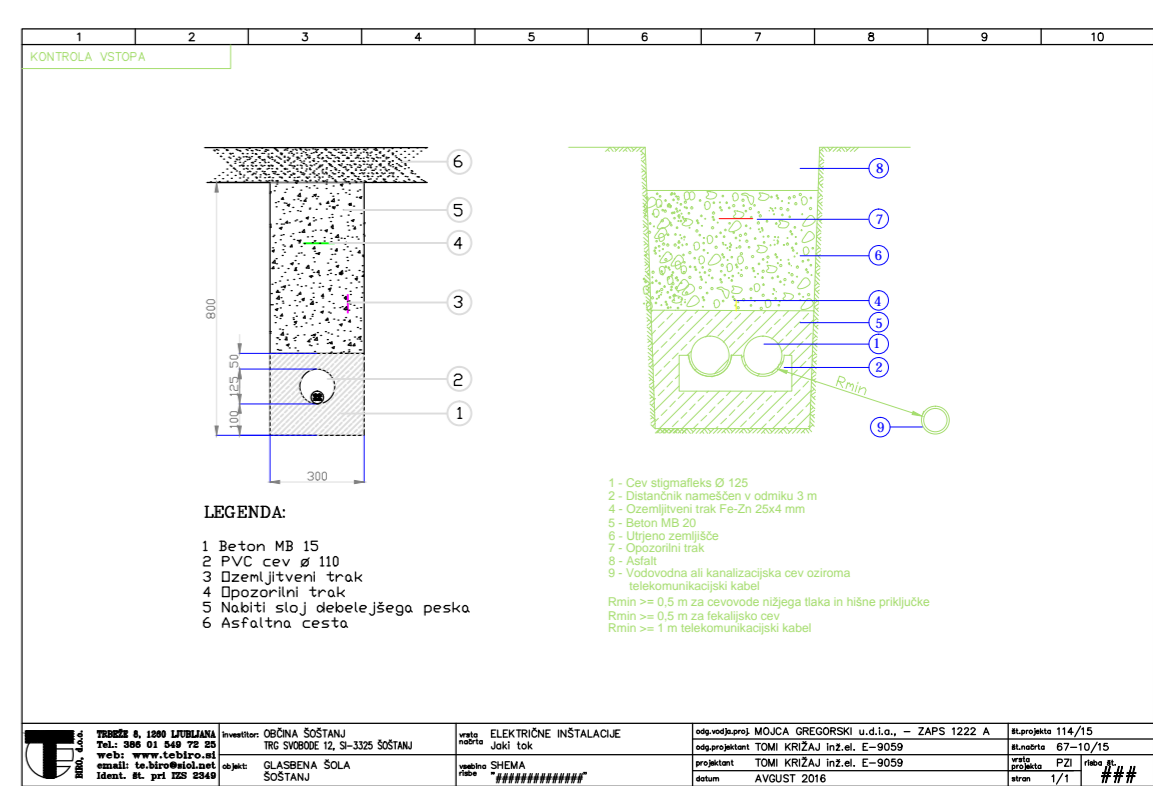 1 2 3 4 5 6 7 8 9 10
KONTROLA VSTOPA
6
5
4
3
2
1
800
50
125
100
300
8
7
6
4
5
1
2
9
Rmin
LEGENDA:
1 Beton MB 15
2 PVC cev ø 110
3 Ozemljitveni trak
4 Opozorilni trak
5 Nabiti sloj debelejšega peska
6 Asfaltna cesta
1 - Cev stigmafleks Ø 125
2 - Distančnik nameščen v odmiku 3 m
4 - Ozemljitveni trak Fe-Zn 25x4 mm
5 - Beton MB 20
6 - Utrjeno zemljišče
7 - Opozorilni trak
8 - Asfalt
9 - Vodovodna ali kanalizacijska cev oziroma
telekomunikacijski kabel
Rmin >= 0,5 m za cevovode nižjega tlaka in hišne priključke
Rmin >= 0,5 m za fekalijsko cev
Rmin >= 1 m telekomunikacijski kabel
BIRO, d.o.o.
TRBEŽE 8, 1260 LJUBLJANA
Tel.: 386 01 549 72 25
web: www.tebiro.si
email: te.biro@siol.net
Ident. št. pri IZS 2349
investitor: OBČINA ŠOŠTANJ
TRG SVOBODE 12, SI-3325 ŠOŠTANJ
objekt: GLASBENA ŠOLA
ŠOŠTANJ
vrsta načrta ELEKTRIČNE INŠTALACIJE
Jaki tok
vsebina risbe SHEMA
"##############"
odg.vodja.proj. MOJCA GREGORSKI u.d.i.a., - ZAPS 1222 A
odg.projektant TOMI KRIŽAJ inž.el. E-9059
projektant TOMI KRIŽAJ inž.el. E-9059
datum AVGUST 2016
št.projekta 114/15
št.načrta 67-10/15
vrsta projekta PZI
risba št. ###
stran 1/1